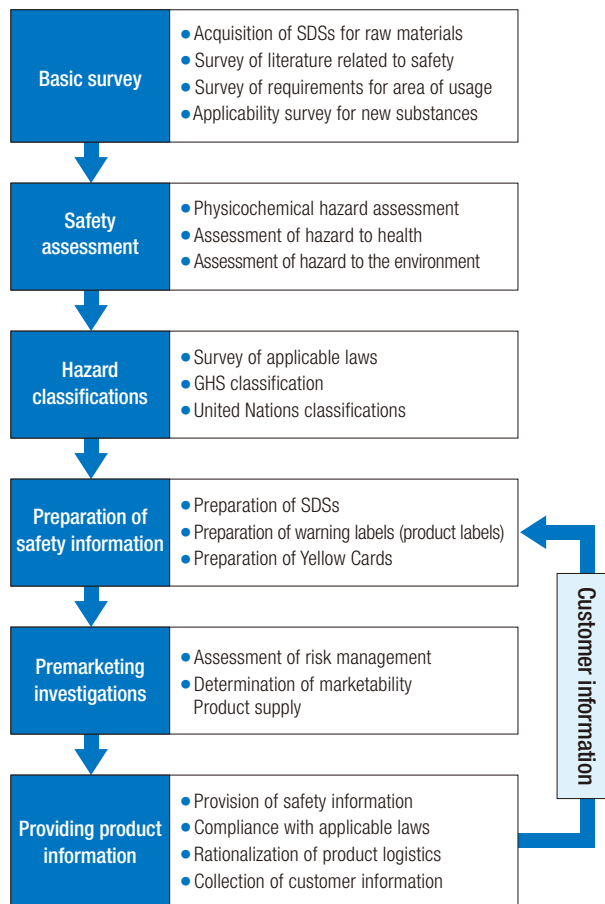 Basic survey
• Acquisition of SDSs for raw materials
• Survey of literature related to safety
• Survey of requirements for area of usage
• Applicability survey for new substances
Safety
assessment
• Physicochemical hazard assessment
• Assessment of hazard to health
• Assessment of hazard to the environment
Hazard
classifications
• Survey of applicable laws
• GHS classification
• United Nations classifications
Preparation of
safety information
• Preparation of SDSs
• Preparation of warning labels (product labels)
• Preparation of Yellow Cards
Premarketing
investigations
• Assessment of risk management
• Determination of marketability
Product supply
Providing product
information
• Provision of safety information
• Compliance with applicable laws
• Rationalization of product logistics
• Collection of customer information
Customer information